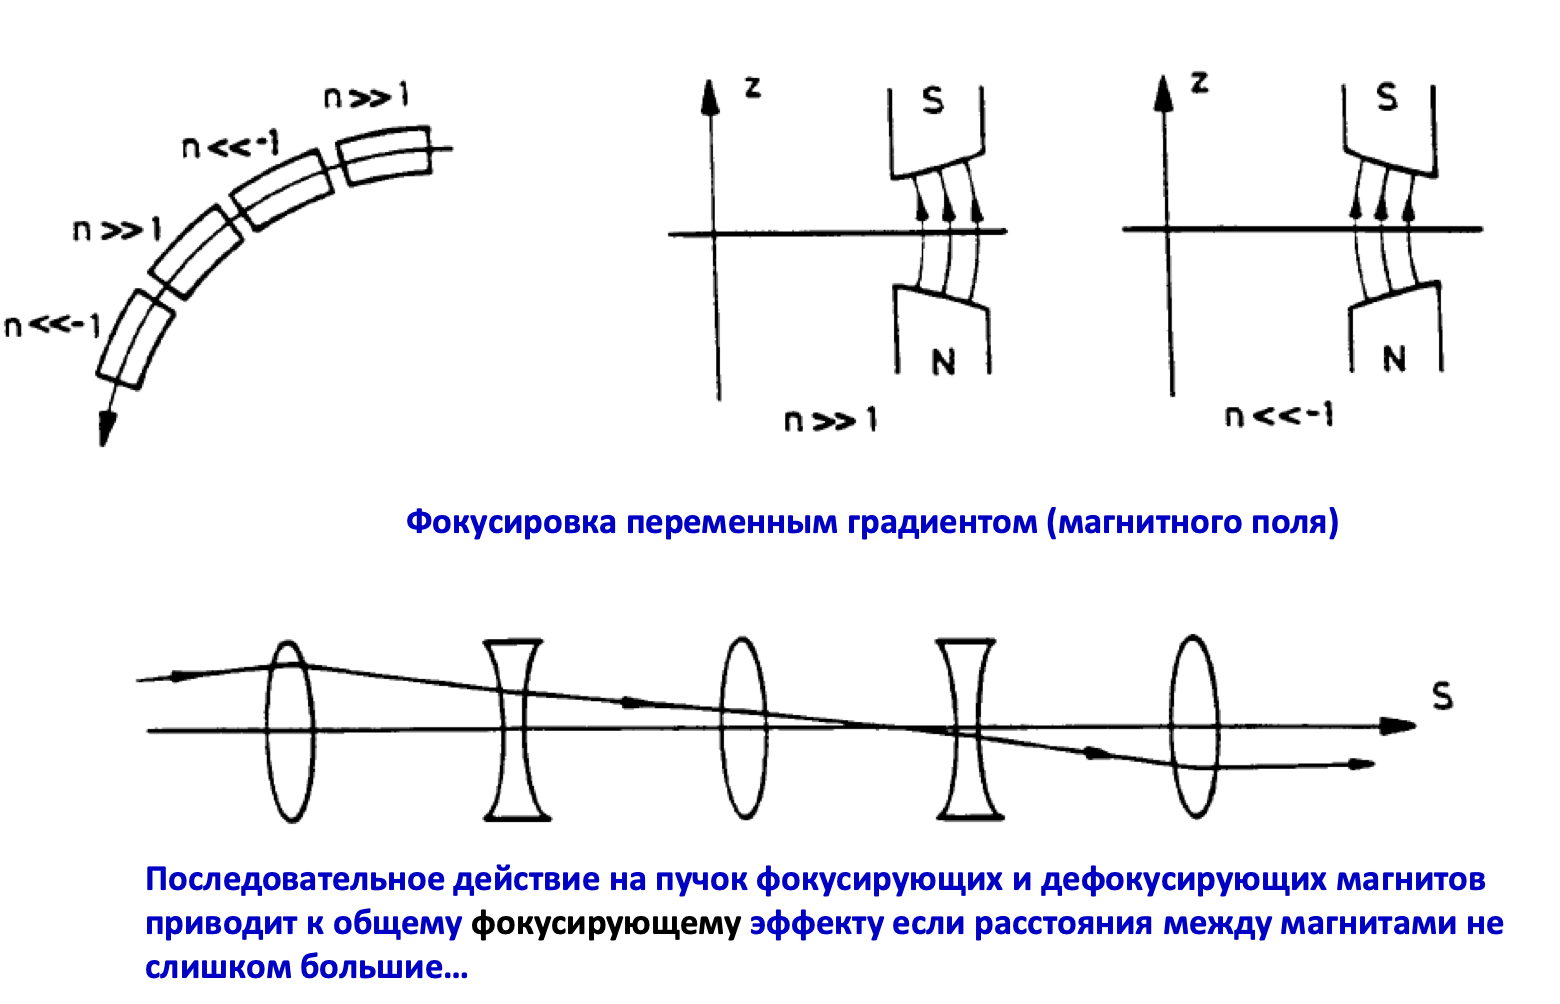 n>>1
n<<-1
n>>1
n<<-1
z
S
N
n>>1
z
S
N
n<<-1
Фокусировка переменным градиентом (магнитного поля)
S
Последовательное действие на пучок фокусирующих и дефокусирующих магнитов
приводит к общему фокусирующему эффекту если расстояния между магнитами не
слишком большие...